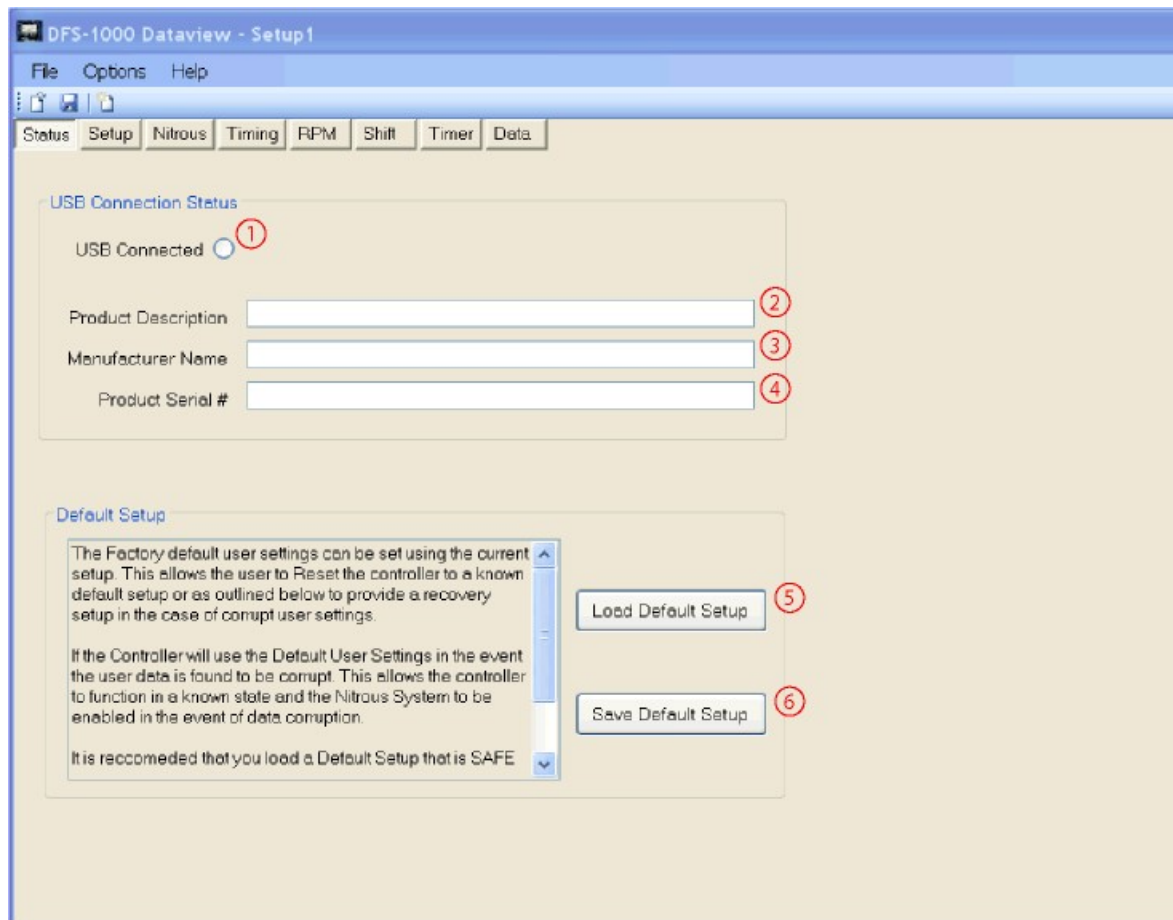 DFS-1000 Dataview - Setup1
File Options Help
Status Setup Nitrous Timing RPM Shift Timer Data
USB Connection Status
USB Connected 1
Product Description 2
Manufacturer Name 3
Product Serial # 4
Default Setup
The Factory default user settings can be set using the current
setup. This allows the user to Reset the controller to a known
default setup or as outlined below to provide a recovery
setup in the case of corrupt user settings.
If the Controller will use the Default User Settings in the event
the user data is found to be corrupt. This allows the controller
to function in a known state and the Nitrous System to be
enabled in the event of data corruption.
It is reccomeded that you load a Default Setup that is SAFE
Load Default Setup 5
Save Default Setup 6